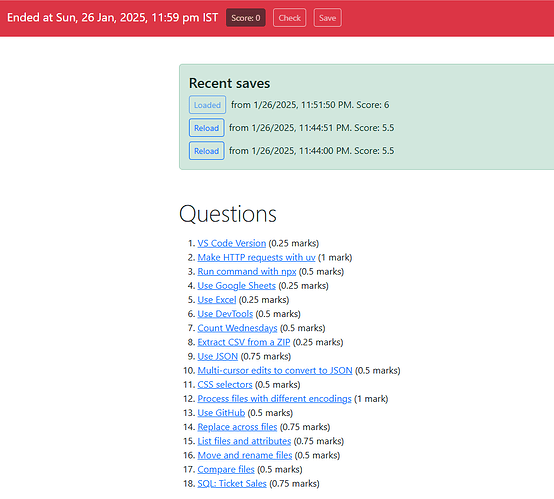 Ended at Sun, 26 Jan, 2025, 11:59 pm IST Score: 0 Check Save
Recent saves
Loaded from 1/26/2025, 11:51:50 PM. Score: 6
Reload from 1/26/2025, 11:44:51 PM. Score: 5.5
Reload from 1/26/2025, 11:44:00 PM. Score: 5.5
Questions
1. VS Code Version (0.25 marks)
2. Make HTTP requests with uv (1 mark)
3. Run command with npx (0.5 marks)
4. Use Google Sheets (0.25 marks)
5. Use Excel (0.25 marks)
6. Use DevTools (0.5 marks)
7. Count Wednesdays (0.5 marks)
8. Extract CSV from a ZIP (0.25 marks)
9. Use JSON (0.75 marks)
10. Multi-cursor edits to convert to JSON (0.5 marks)
11. CSS selectors (0.5 marks)
12. Process files with different encodings (1 mark)
13. Use GitHub (0.5 marks)
14. Replace across files (0.75 marks)
15. List files and attributes (0.75 marks)
16. Move and rename files (0.5 marks)
17. Compare files (0.5 marks)
18. SQL: Ticket Sales (0.75 marks)